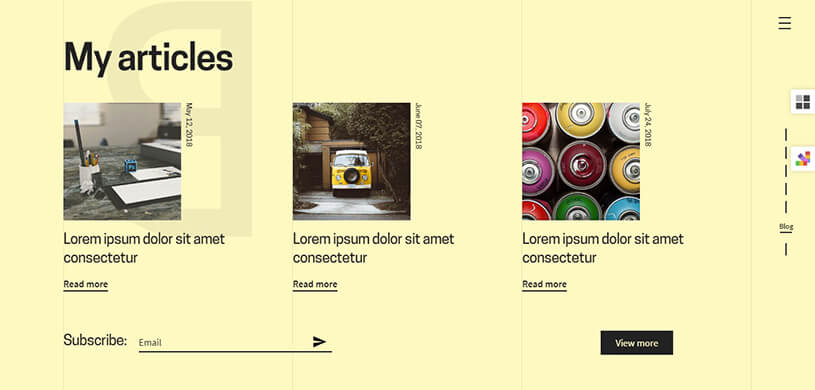 My articles
May 12, 2018
June 07, 2018
July 24, 2018
Lorem ipsum dolor sit amet
consectetur
Read more
Lorem ipsum dolor sit amet
consectetur
Read more
Lorem ipsum dolor sit amet
consectetur
Read more
Blog
Subscribe:
Email
View more